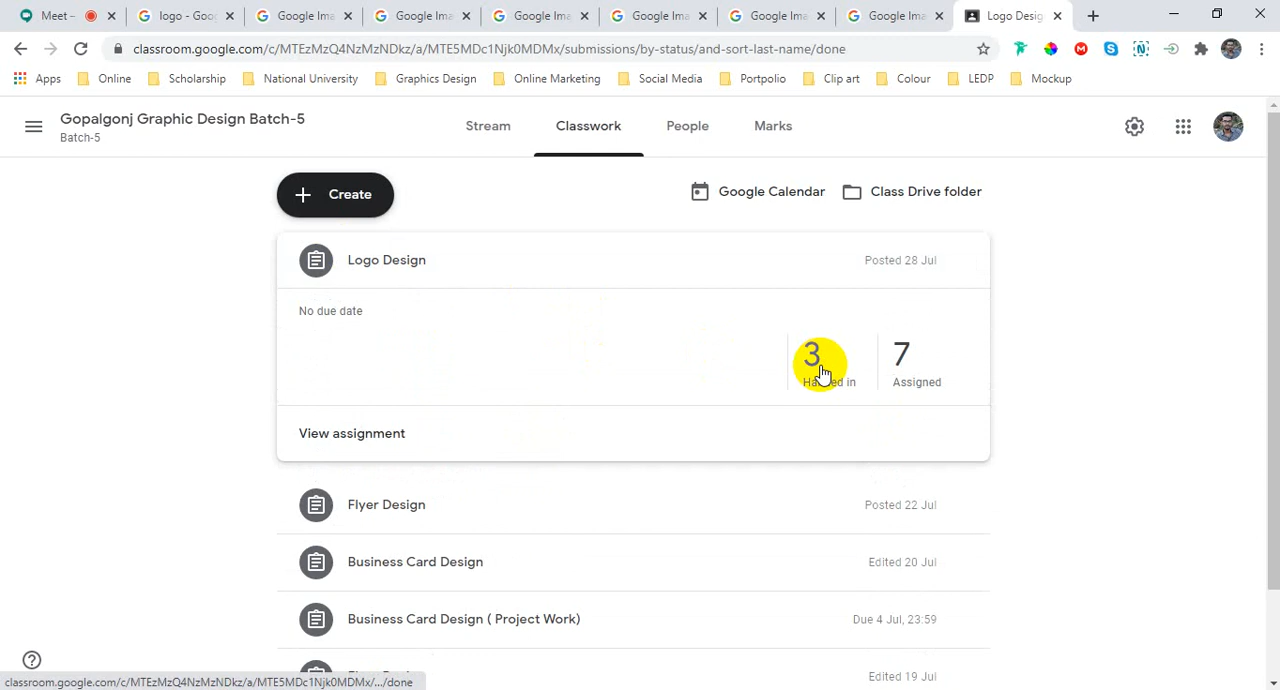 Meet -
logo - Goo
Google Ima
Google Ima
Google Ima
Google Ima
Google Ima
Google Ima
Logo Desig
classroom.google.com/c/MTEzMzQ4NzMzNDkz/a/MTE5MDc1Njk0MDMx/submissions/by-status/and-sort-last-name/done
Apps
Online
Scholarship
National University
Graphics Design
Online Marketing
Social Media
Portpolio
Clip art
Colour
LEDP
Mockup
Gopalgonj Graphic Design Batch-5
Batch-5
Stream
Classwork
People
Marks
Create
Google Calendar
Class Drive folder
Logo Design
Posted 28 Jul
No due date
3
Handed in
7
Assigned
View assignment
Flyer Design
Posted 22 Jul
Business Card Design
Edited 20 Jul
Business Card Design ( Project Work)
Due 4 Jul, 23:59
Edited 19 Jul
classroom.google.com/c/MTEzMzQ4NzMzNDkz/a/MTE5MDc1Njk0MDMx/.../done